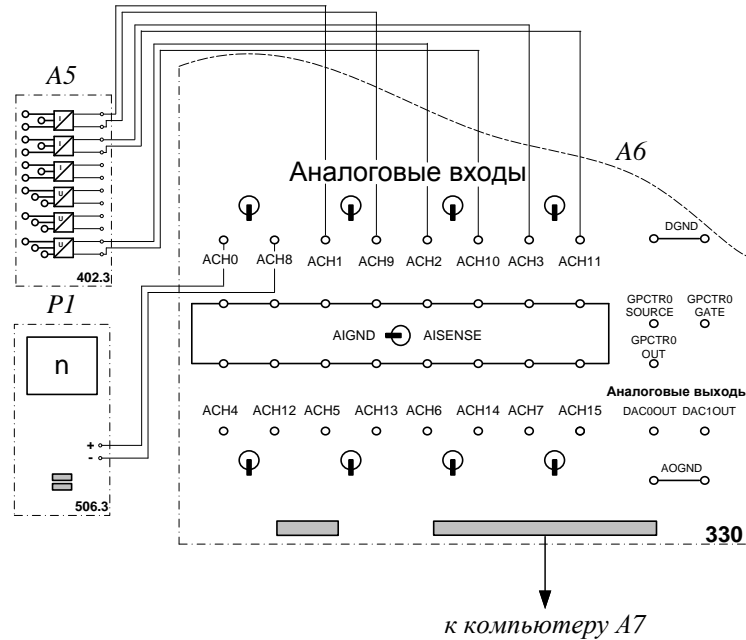 A5
A6
I
I
I
U
U
U
402.3
Аналоговые входы
DGND
ACH0 ACH8 ACH1 ACH9 ACH2 ACH10 ACH3 ACH11
P1
n
GPCTR0 SOURCE
GPCTR0 GATE
AIGND AISENSE
GPCTR0 OUT
Аналоговые выходы
ACH4 ACH12 ACH5 ACH13 ACH6 ACH14 ACH7 ACH15
DAC0OUT DAC1OUT
+
-
AOGND
506.3
330
к компьютеру A7